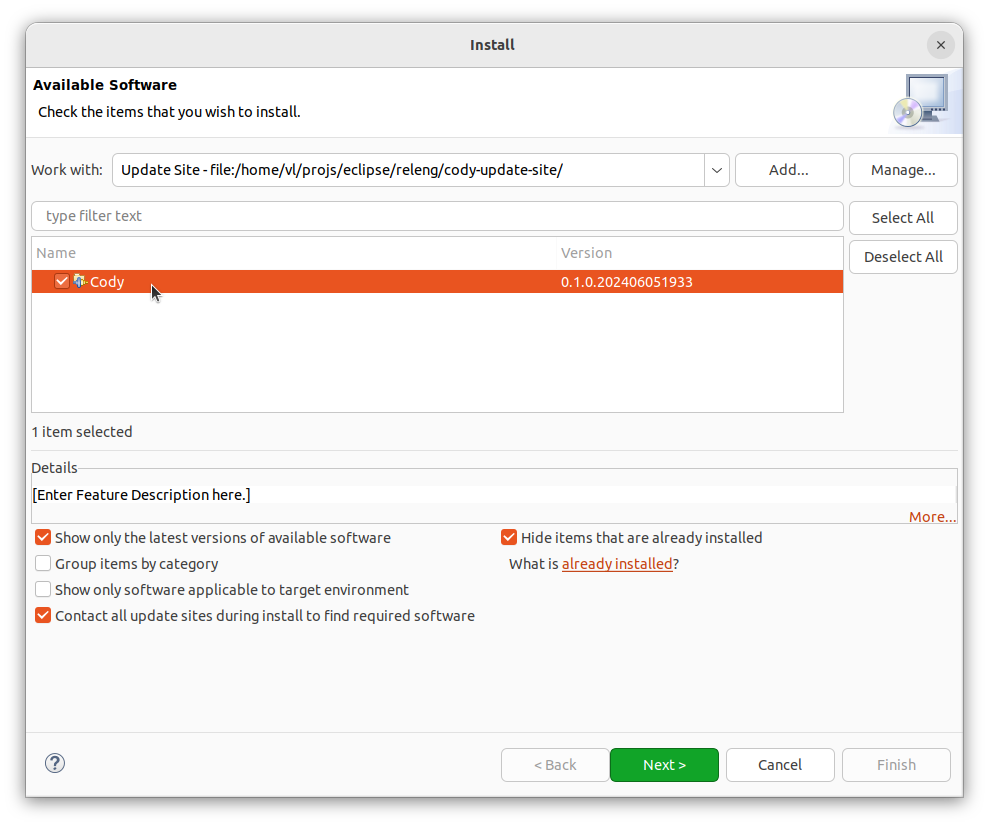 Install
Available Software
Check the items that you wish to install.
Work with: Update Site - file:/home/vl/projs/eclipse/releng/cody-update-site/ Add... Manage...
type filter text Select All
Name Version Deselect All
Cody 0.1.0.202406051933
1 item selected
Details
[Enter Feature Description here.]
More...
Show only the latest versions of available software Hide items that are already installed
Group items by category What is already installed?
Show only software applicable to target environment
Contact all update sites during install to find required software
? < Back Next > Cancel Finish